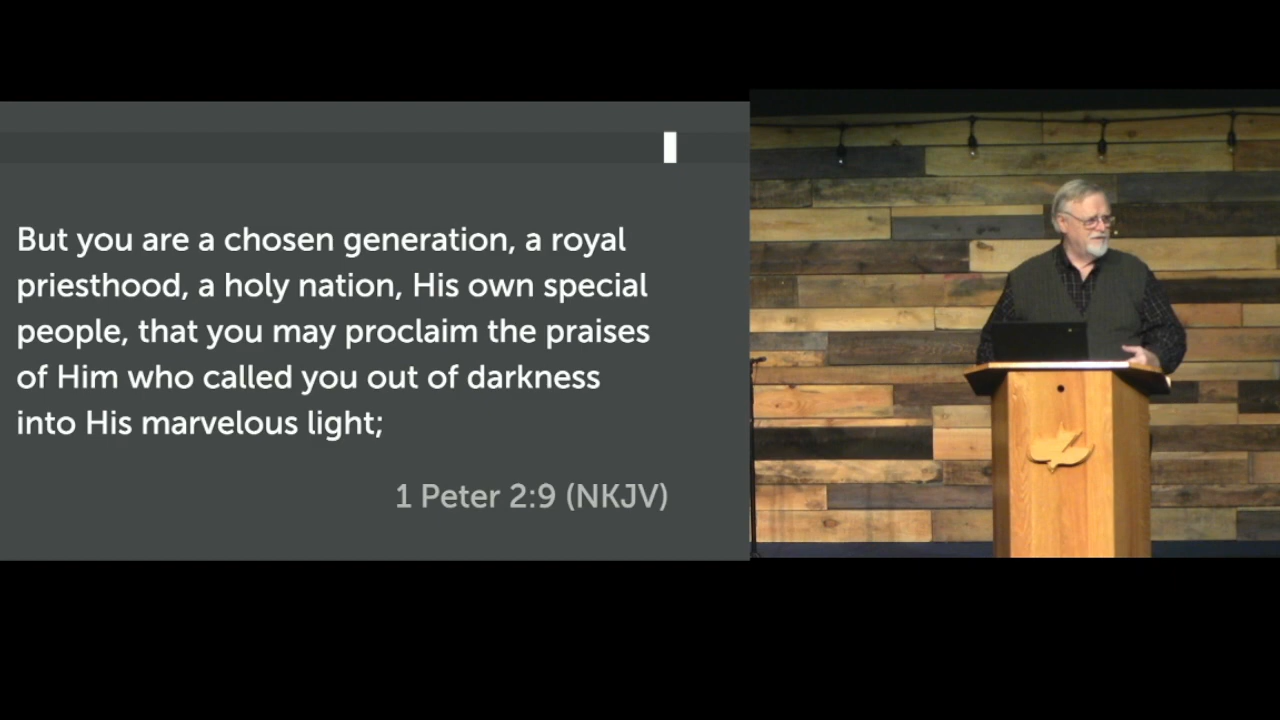 But you are a chosen generation, a royal
priesthood, a holy nation, His own special
people, that you may proclaim the praises
of Him who called you out of darkness
into His marvelous light;
1 Peter 2:9 (NKJV)